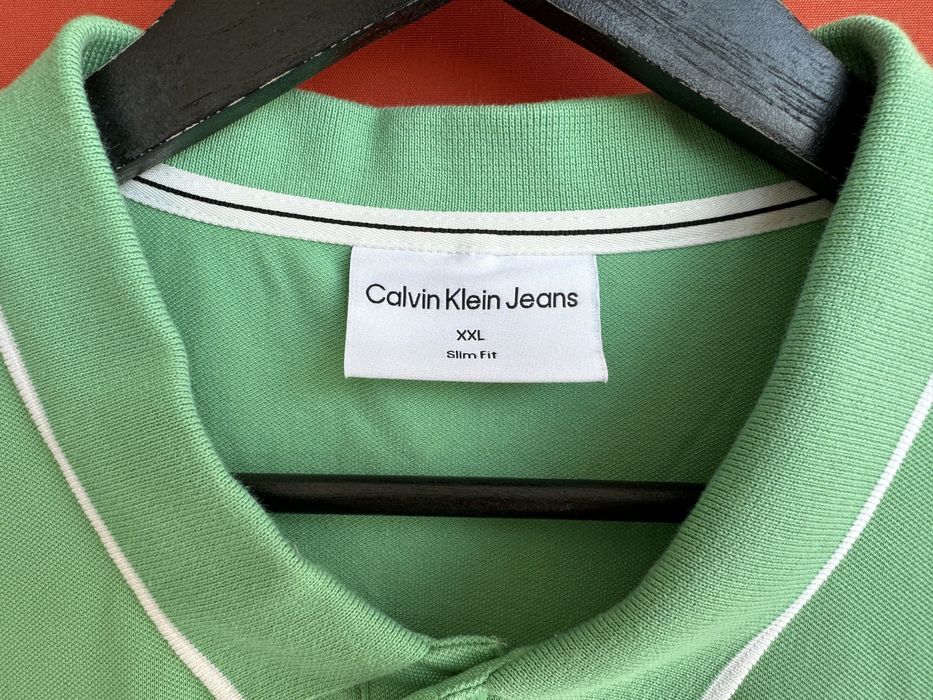 Calvin Klein Jeans
XXL
Slim Fit